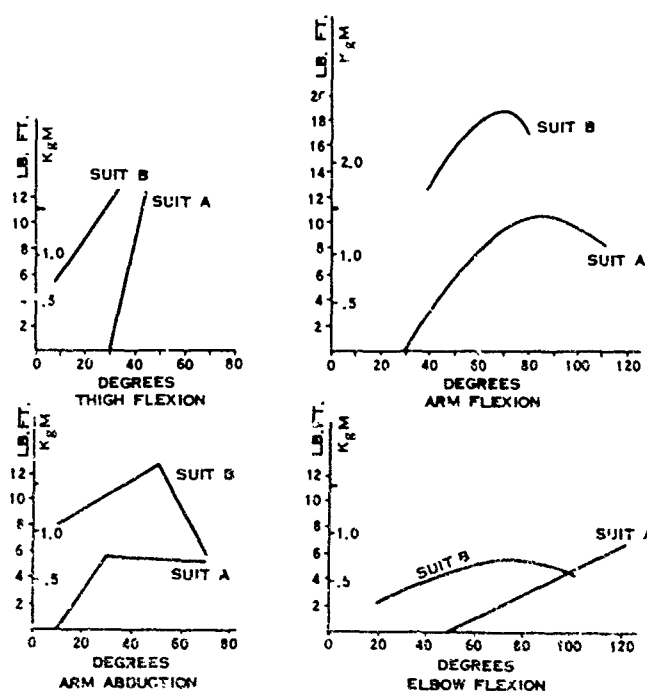 LB. FT.
KgM
12
10
8
6
4
2
1.0
.5
SUIT B
SUIT A
0
20
40
60
80
DEGREES
THIGH FLEXION
LB. FT.
KgM
18
16
14
12
10
8
6
4
2
2.0
1.0
.5
SUIT B
SUIT A
0
20
40
60
80
100
120
DEGREES
ARM FLEXION
LB. FT.
KgM
12
10
8
6
4
2
1.0
.5
SUIT B
SUIT A
0
20
40
60
80
DEGREES
ARM ABDUCTION
LB. FT.
KgM
12
10
8
6
4
2
1.0
.5
SUIT B
SUIT A
0
20
40
60
80
100
120
DEGREES
ELBOW FLEXION